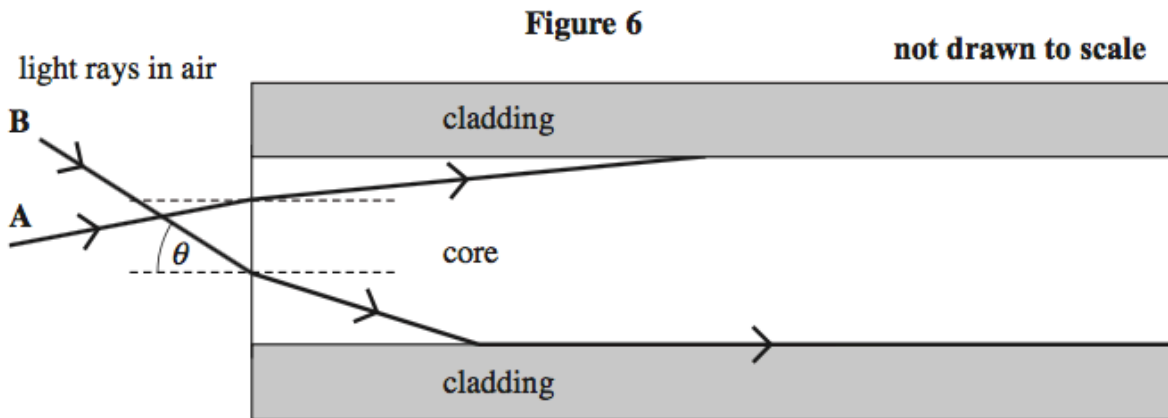 Figure 6
not drawn to scale
light rays in air
cladding
B
A
θ
core
cladding